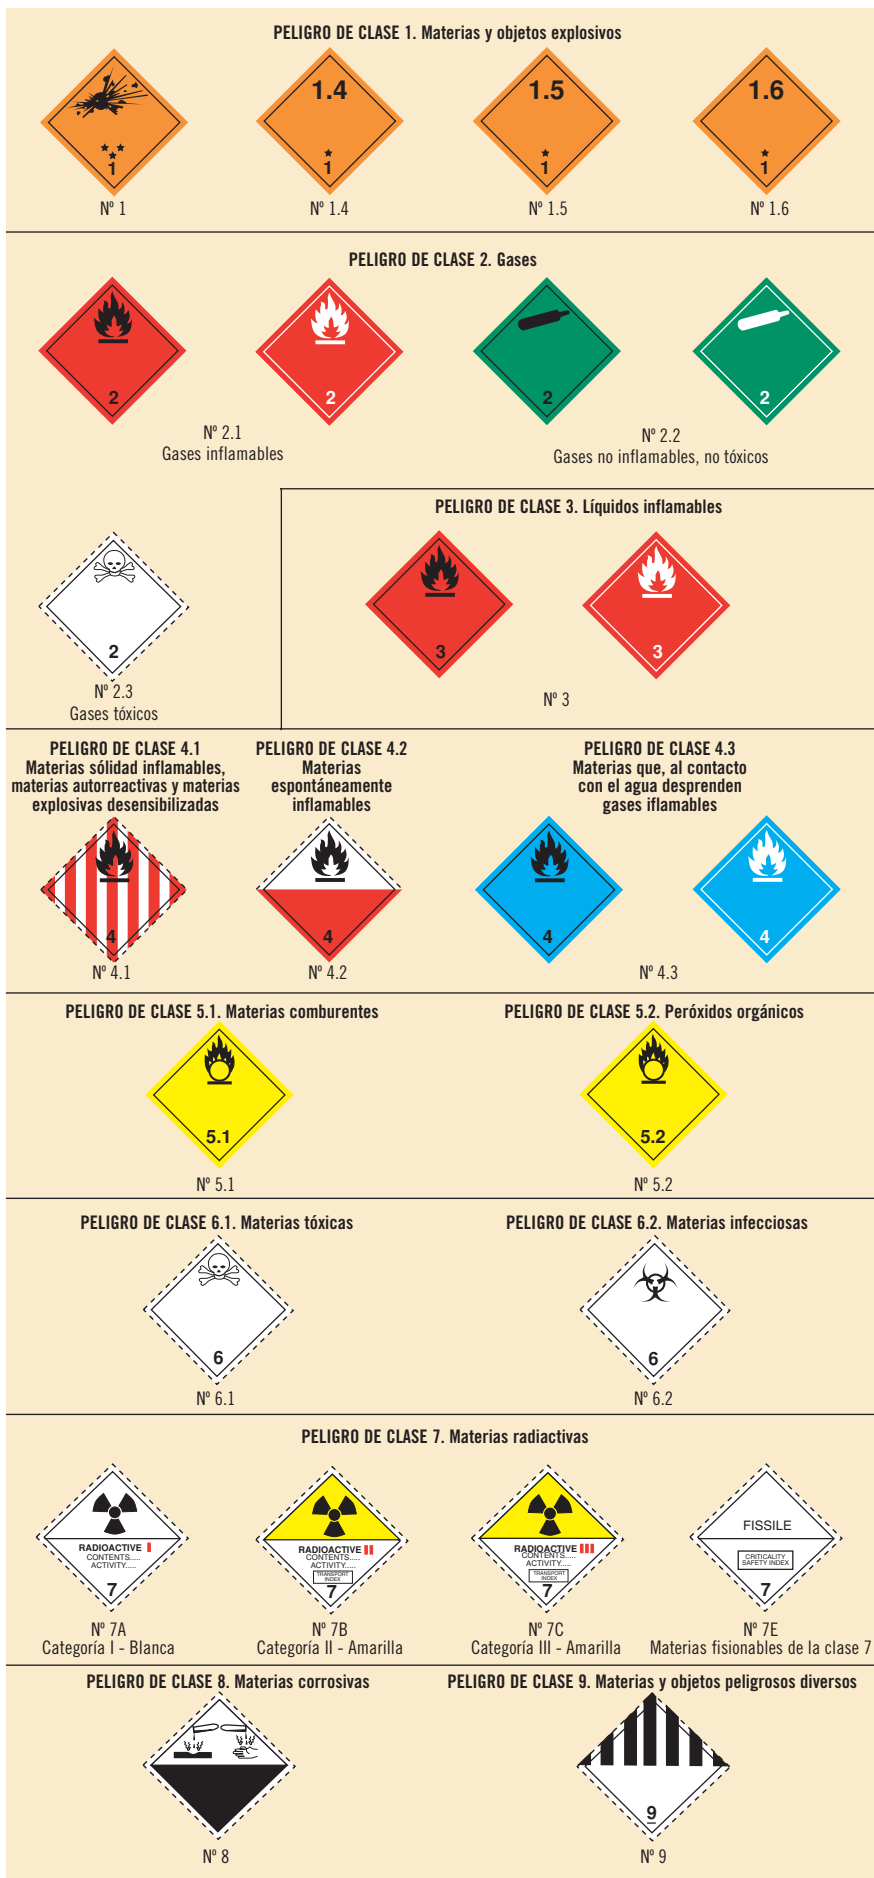 PELIGRO DE CLASE 1. Materias y objetos explosivos
1
1.4
1
1.5
1
1.6
1
Nº 1
Nº 1.4
Nº 1.5
Nº 1.6
PELIGRO DE CLASE 2. Gases
2
2
2
2
Nº 2.1
Gases inflamables
Nº 2.2
Gases no inflamables, no tóxicos
2
Nº 2.3
Gases tóxicos
PELIGRO DE CLASE 3. Líquidos inflamables
3
3
Nº 3
PELIGRO DE CLASE 4.1
Materias sólidad inflamables,
materias autorreactivas y materias
explosivas desensibilizadas
4
Nº 4.1
PELIGRO DE CLASE 4.2
Materias
espontáneamente
inflamables
4
Nº 4.2
PELIGRO DE CLASE 4.3
Materias que, al contacto
con el agua desprenden
gases iflamables
4
4
Nº 4.3
PELIGRO DE CLASE 5.1. Materias comburentes
5.1
Nº 5.1
PELIGRO DE CLASE 5.2. Peróxidos orgánicos
5.2
Nº 5.2
PELIGRO DE CLASE 6.1. Materias tóxicas
6
Nº 6.1
PELIGRO DE CLASE 6.2. Materias infecciosas
6
Nº 6.2
PELIGRO DE CLASE 7. Materias radiactivas
RADIOACTIVE I
CONTENTS.....
ACTIVITY.....
7
Nº 7A
Categoría I - Blanca
RADIOACTIVE II
CONTENTS.....
ACTIVITY.....
TRANSPORT
INDEX
7
Nº 7B
Categoría II - Amarilla
RADIOACTIVE III
CONTENTS.....
ACTIVITY.....
TRANSPORT
INDEX
7
Nº 7C
Categoría III - Amarilla
FISSILE
CRITICALITY
SAFETY INDEX
7
Nº 7E
Materias fisionables de la clase 7
PELIGRO DE CLASE 8. Materias corrosivas
Nº 8
PELIGRO DE CLASE 9. Materias y objetos peligrosos diversos
9
Nº 9